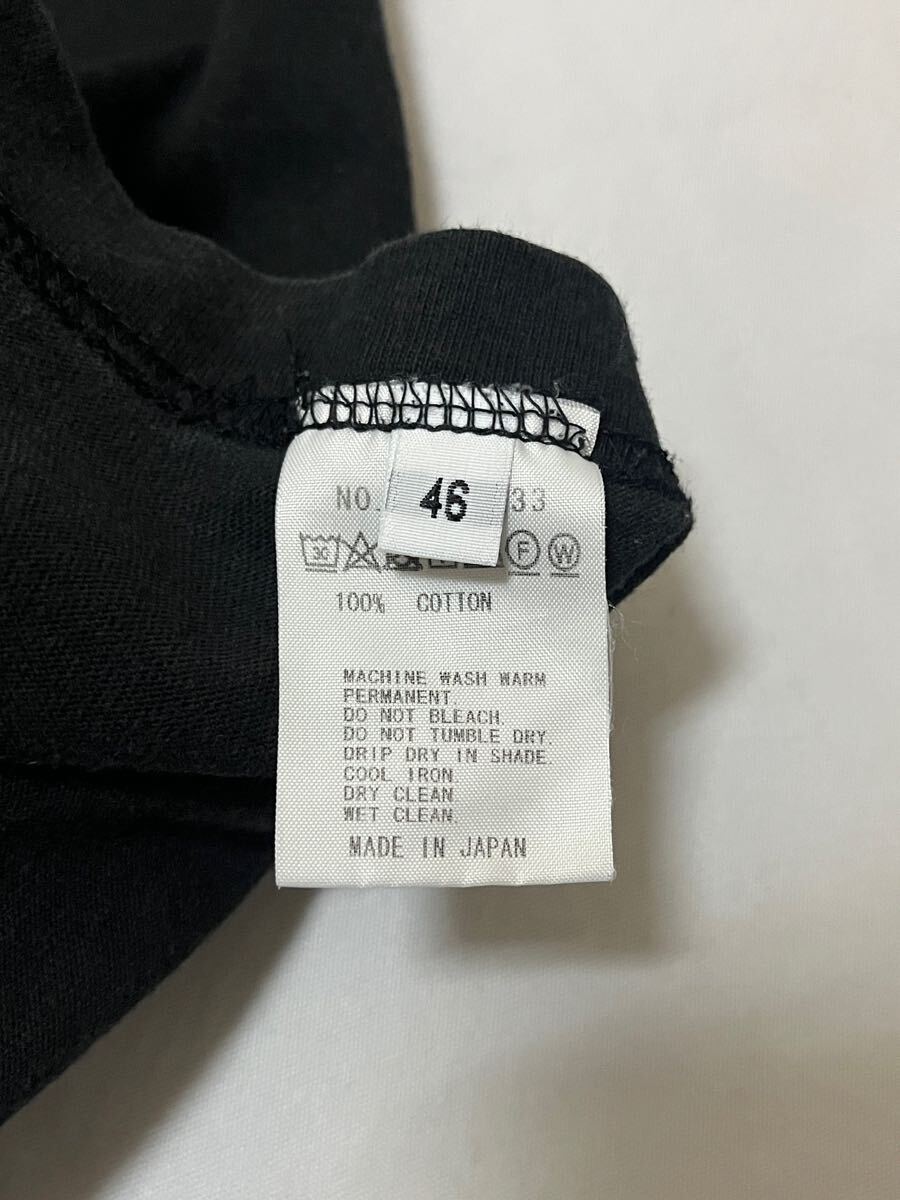 NO. 33
46
30 F W
100% COTTON
MACHINE WASH WARM
PERMANENT
DO NOT BLEACH.
DO NOT TUMBLE DRY.
DRIP DRY IN SHADE.
COOL IRON
DRY CLEAN
WET CLEAN.
MADE IN JAPAN